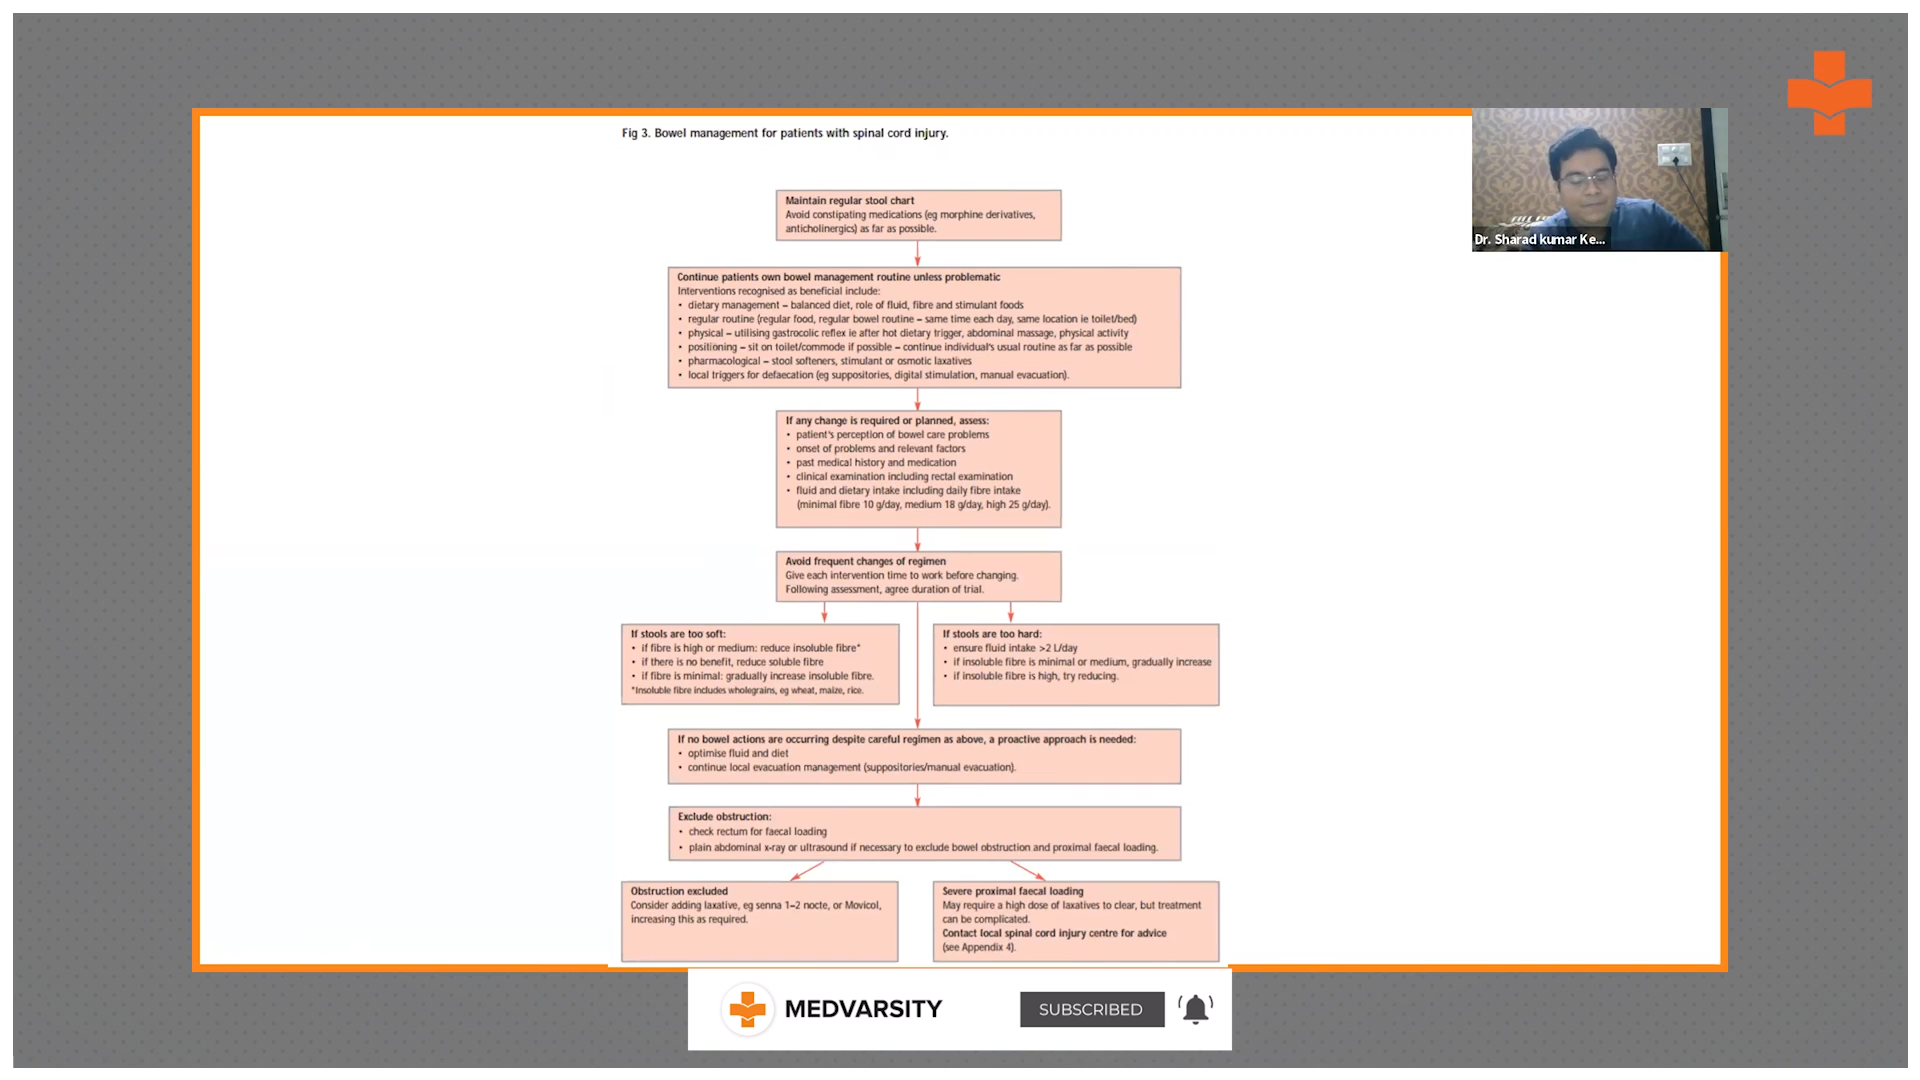 Fig 3. Bowel management for patients with spinal cord injury.
Maintain regular stool chart
Avoid constipating medications (eg morphine derivatives,
anticholinergics) as far as possible.
Continue patients own bowel management routine unless problematic
Interventions recognised as beneficial include:
• dietary management – balanced diet, role of fluid, fibre and stimulant foods
• regular routine (regular food, regular bowel routine – same time each day, same location ie toilet/bed)
• physical – utilising gastrocolic reflex ie after hot dietary trigger, abdominal massage, physical activity
• positioning – sit on toilet/commode if possible – continue individual's usual routine as far as possible
• pharmacological – stool softeners, stimulant or osmotic laxatives
• local triggers for defaecation (eg suppositories, digital stimulation, manual evacuation).
If any change is required or planned, assess:
• patient's perception of bowel care problems
• onset of problems and relevant factors
• past medical history and medication
• clinical examination including rectal examination
• fluid and dietary intake including daily fibre intake
(minimal fibre 10 g/day, medium 18 g/day, high 25 g/day).
Avoid frequent changes of regimen
Give each intervention time to work before changing.
Following assessment, agree duration of trial.
If stools are too soft:
• if fibre is high or medium: reduce insoluble fibre*
• if there is no benefit, reduce soluble fibre
• if fibre is minimal: gradually increase insoluble fibre.
*Insoluble fibre includes wholegrains, eg wheat, maize, rice.
If stools are too hard:
• ensure fluid intake >2 L/day
• if insoluble fibre is minimal or medium, gradually increase
• if insoluble fibre is high, try reducing.
If no bowel actions are occurring despite careful regimen as above, a proactive approach is needed:
• optimise fluid and diet
• continue local evacuation management (suppositories/manual evacuation).
Exclude obstruction:
• check rectum for faecal loading
• plain abdominal x-ray or ultrasound if necessary to exclude bowel obstruction and proximal faecal loading.
Obstruction excluded
Consider adding laxative, eg senna 1–2 nocte, or Movicol,
increasing this as required.
Severe proximal faecal loading
May require a high dose of laxatives to clear, but treatment
can be complicated.
Contact local spinal cord injury centre for advice
(see Appendix 4).
Dr. Sharad kumar Ke...
MEDVARSITY
SUBSCRIBED